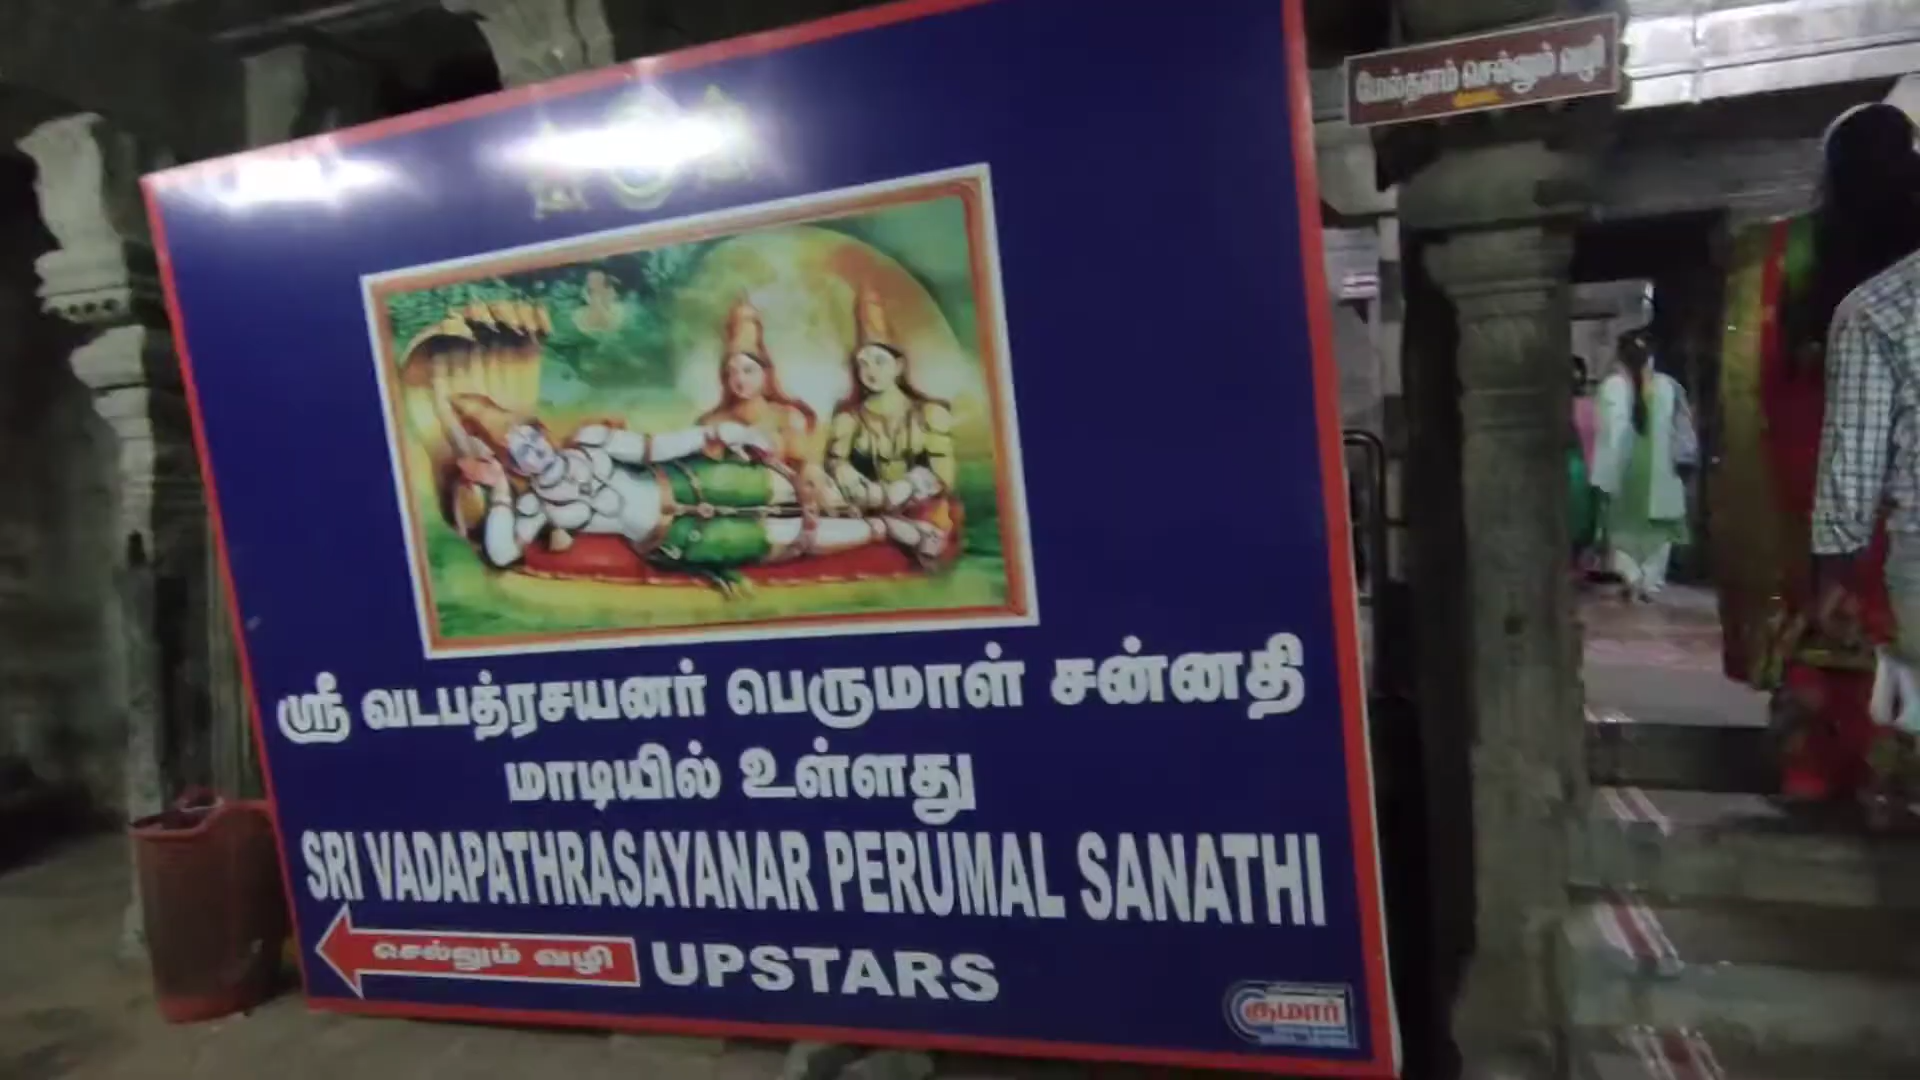 மேல்தளம் செல்லும் வழி
ஸ்ரீ வடபத்ரசயனர் பெருமாள் சன்னதி
மாடியில் உள்ளது
SRI VADAPATHRASAYANAR PERUMAL SANATHI
செல்லும் வழி UPSTARS
குமார்